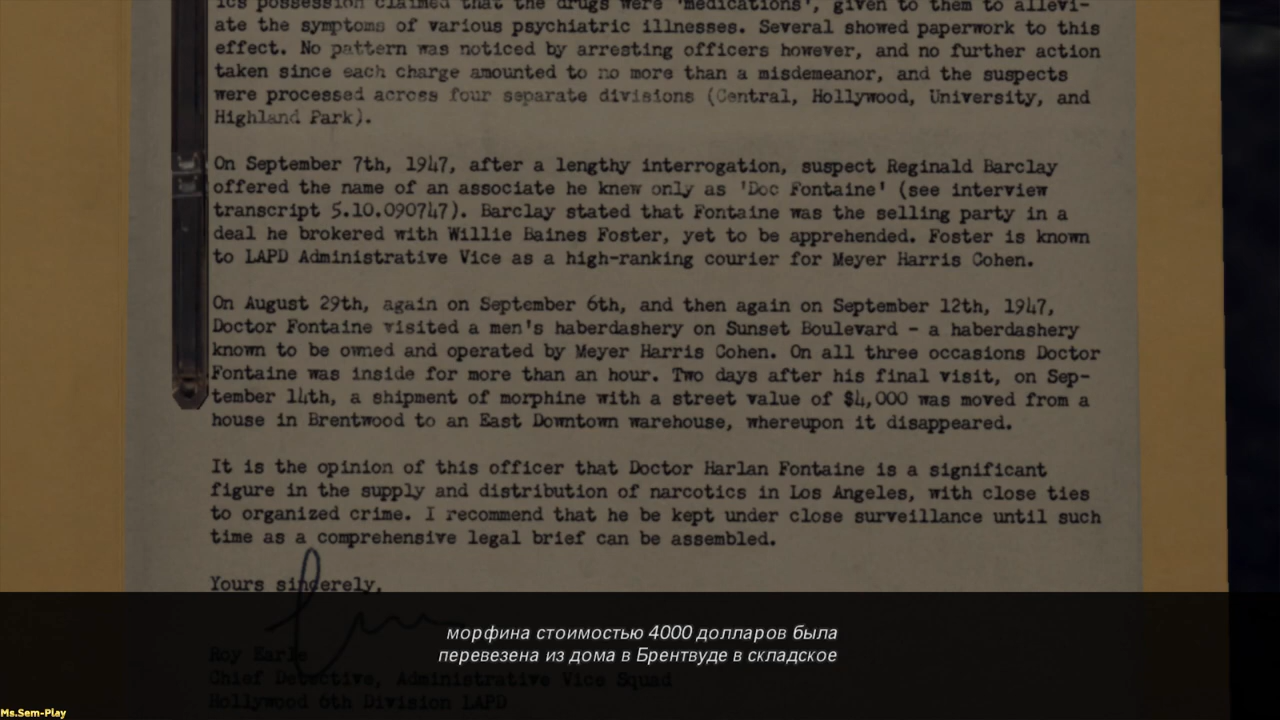 ics possession claimed that the drugs were 'medications', given to them to allevi-
ate the symptoms of various psychiatric illnesses. Several showed paperwork to this
effect. No pattern was noticed by arresting officers however, and no further action
taken since each charge amounted to no more than a misdemeanor, and the suspects
were processed across four separate divisions (Central, Hollywood, University, and
Highland Park).
On September 7th, 1947, after a lengthy interrogation, suspect Reginald Barclay
offered the name of an associate he knew only as 'Doc Fontaine' (see interview
transcript 5.10.090747). Barclay stated that Fontaine was the selling party in a
deal he brokered with Willie Baines Foster, yet to be apprehended. Foster is known
to LAPD Administrative Vice as a high-ranking courier for Meyer Harris Cohen.
On August 29th, again on September 6th, and then again on September 12th, 1947,
Doctor Fontaine visited a men's haberdashery on Sunset Boulevard - a haberdashery
known to be owned and operated by Meyer Harris Cohen. On all three occasions Doctor
Fontaine was inside for more than an hour. Two days after his final visit, on Sep-
tember 14th, a shipment of morphine with a street value of $4,000 was moved from a
house in Brentwood to an East Downtown warehouse, whereupon it disappeared.
It is the opinion of this officer that Doctor Harlan Fontaine is a significant
figure in the supply and distribution of narcotics in Los Angeles, with close ties
to organized crime. I recommend that he be kept under close surveillance until such
time as a comprehensive legal brief can be assembled.
Yours sincerely,
Roy Earle
Chief Detective, Administrative Vice Squad
Hollywood 6th Division LAPD
морфина стоимостью 4000 долларов была
перевезена из дома в Брентвуде в складское
Ms.Sem-Play